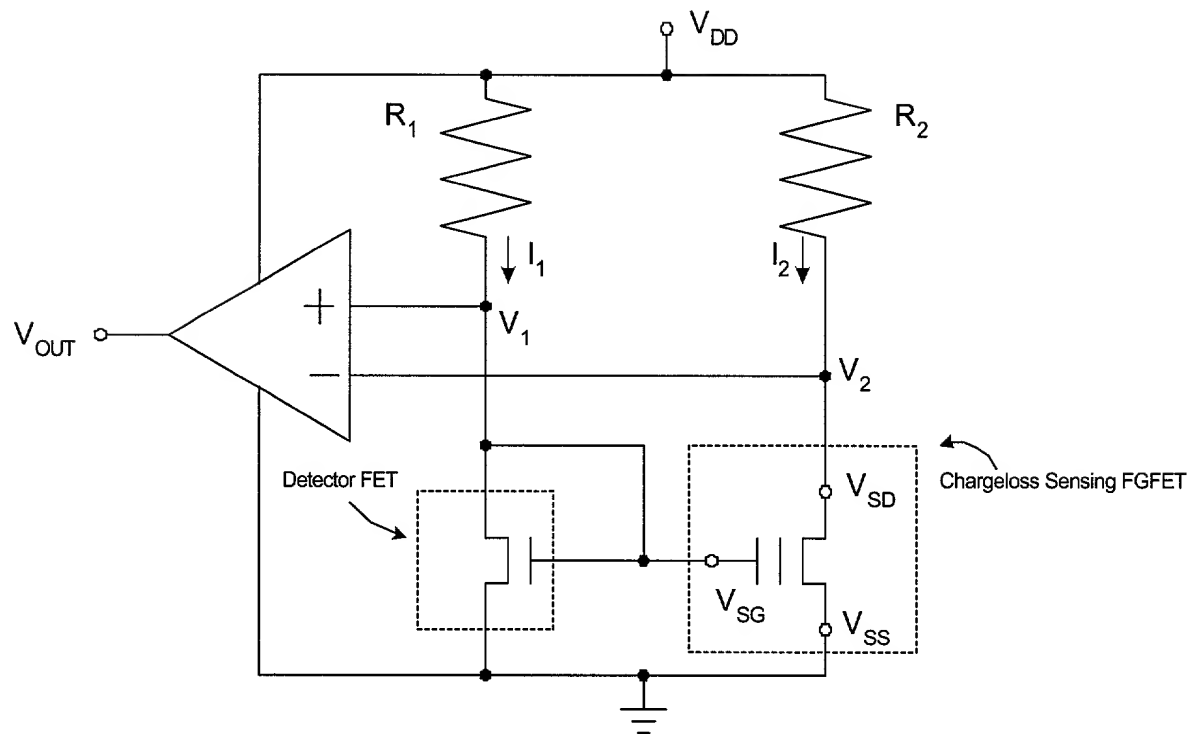 V_DD
R_1
R_2
I_1
I_2
+
V_OUT
V_1
−
V_2
Detector FET
V_SD
Chargeless Sensing FGFET
V_SG
V_SS